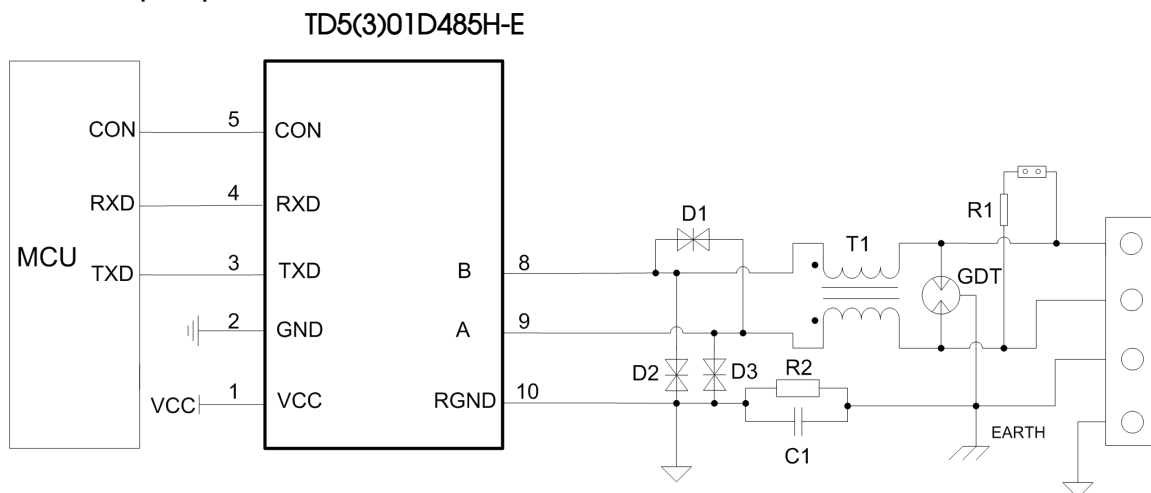 TD5(3)01D485H-E
MCU
CON
5
CON
RXD
4
RXD
TXD
3
TXD
2
GND
VCC
1
VCC
B
8
A
9
RGND
10
D1
D2
D3
T1
R1
GDT
R2
C1
EARTH